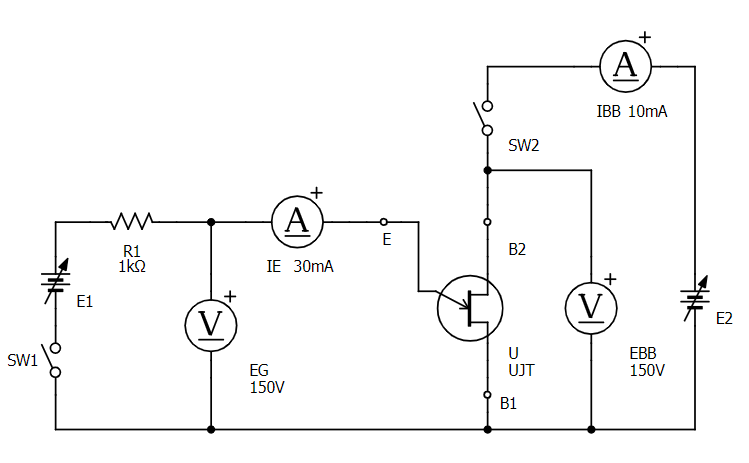 +
A
IBB 10mA
SW2
+
A
IE 30mA
E
B2
R1
1kΩ
E1
+
V
EG
150V
SW1
+
V
EBB
150V
E2
U
UJT
B1